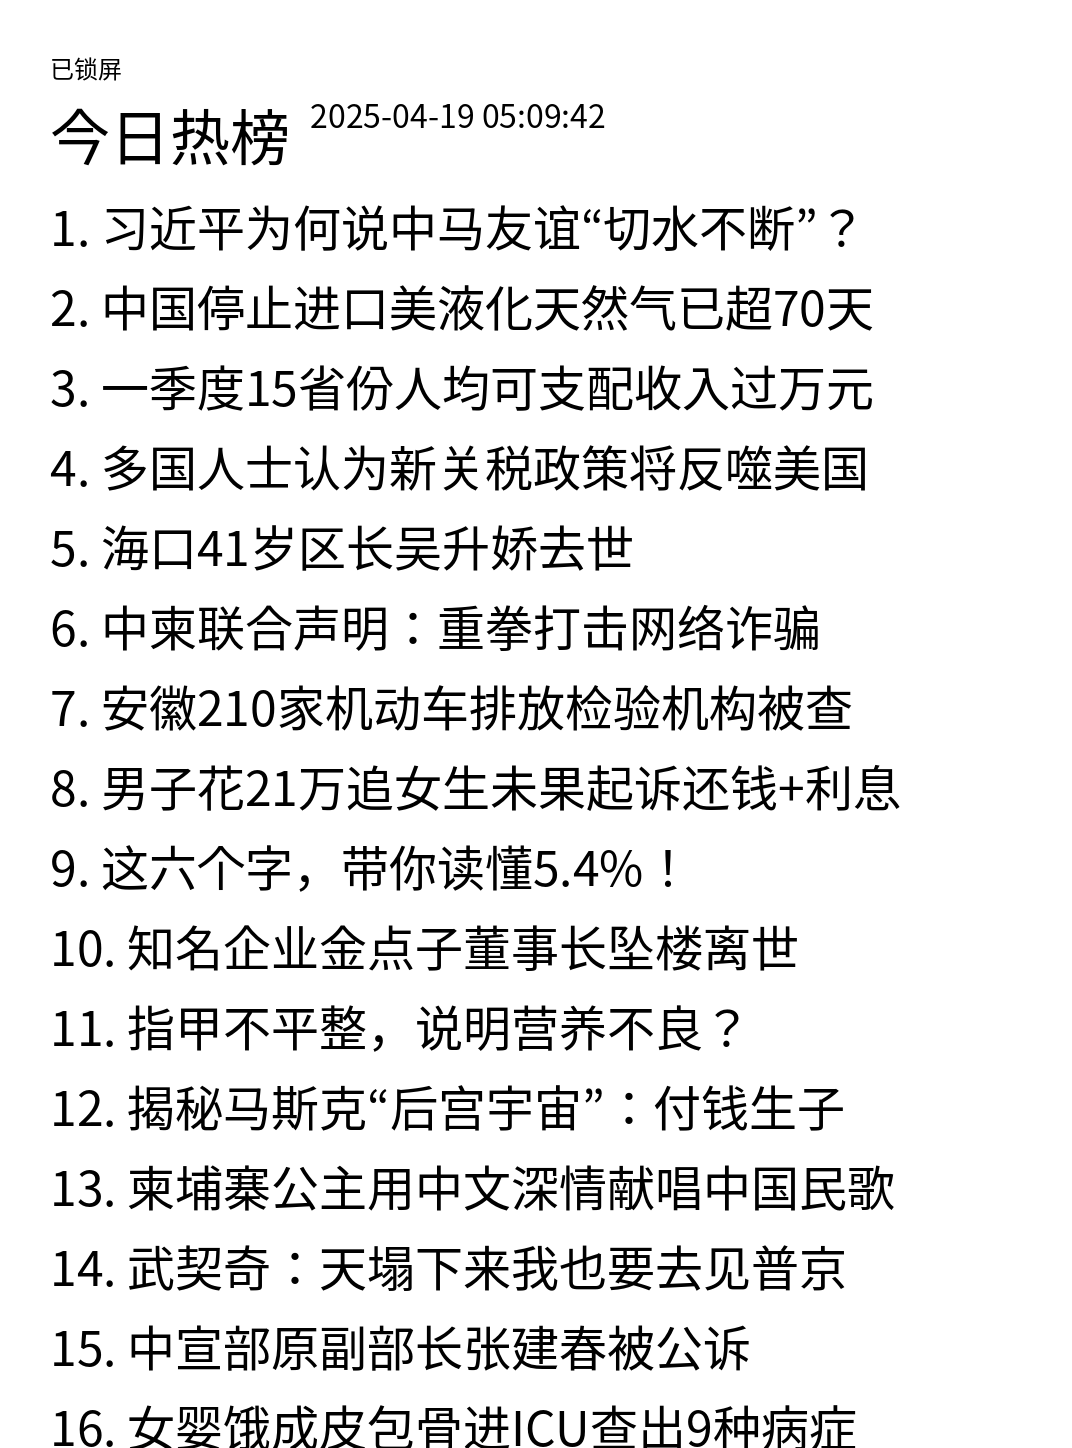 已锁屏
今日热榜 2025-04-19 05:09:42
1. 习近平为何说中马友谊“切水不断”？
2. 中国停止进口美液化天然气已超70天
3. 一季度15省份人均可支配收入过万元
4. 多国人士认为新关税政策将反噬美国
5. 海口41岁区长吴升娇去世
6. 中柬联合声明：重拳打击网络诈骗
7. 安徽210家机动车排放检验机构被查
8. 男子花21万追女生未果起诉还钱+利息
9. 这六个字，带你读懂5.4%！
10. 知名企业金点子董事长坠楼离世
11. 指甲不平整，说明营养不良？
12. 揭秘马斯克“后宫宇宙”：付钱生子
13. 柬埔寨公主用中文深情献唱中国民歌
14. 武契奇：天塌下来我也要去见普京
15. 中宣部原副部长张建春被公诉
16. 女婴饿成皮包骨进ICU查出9种病症